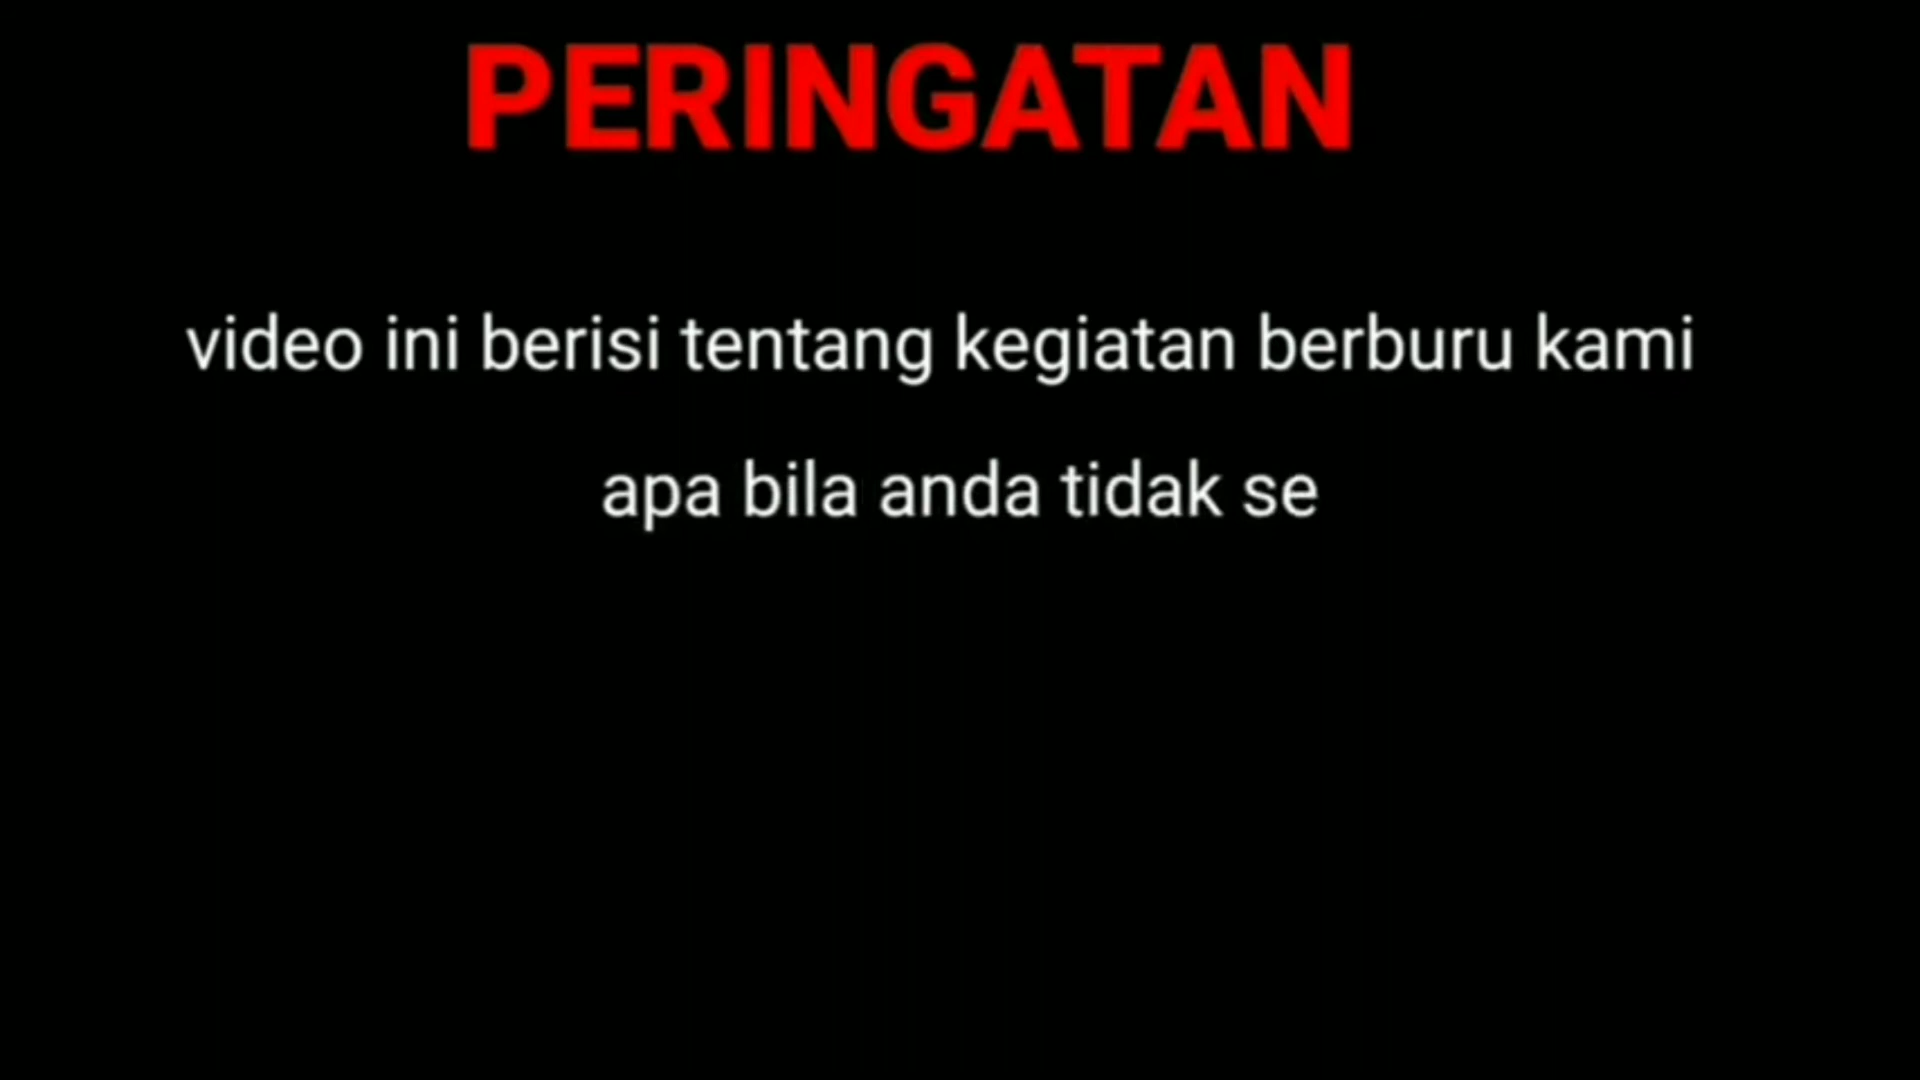 PERINGATAN
video ini berisi tentang kegiatan berburu kami
apa bila anda tidak se